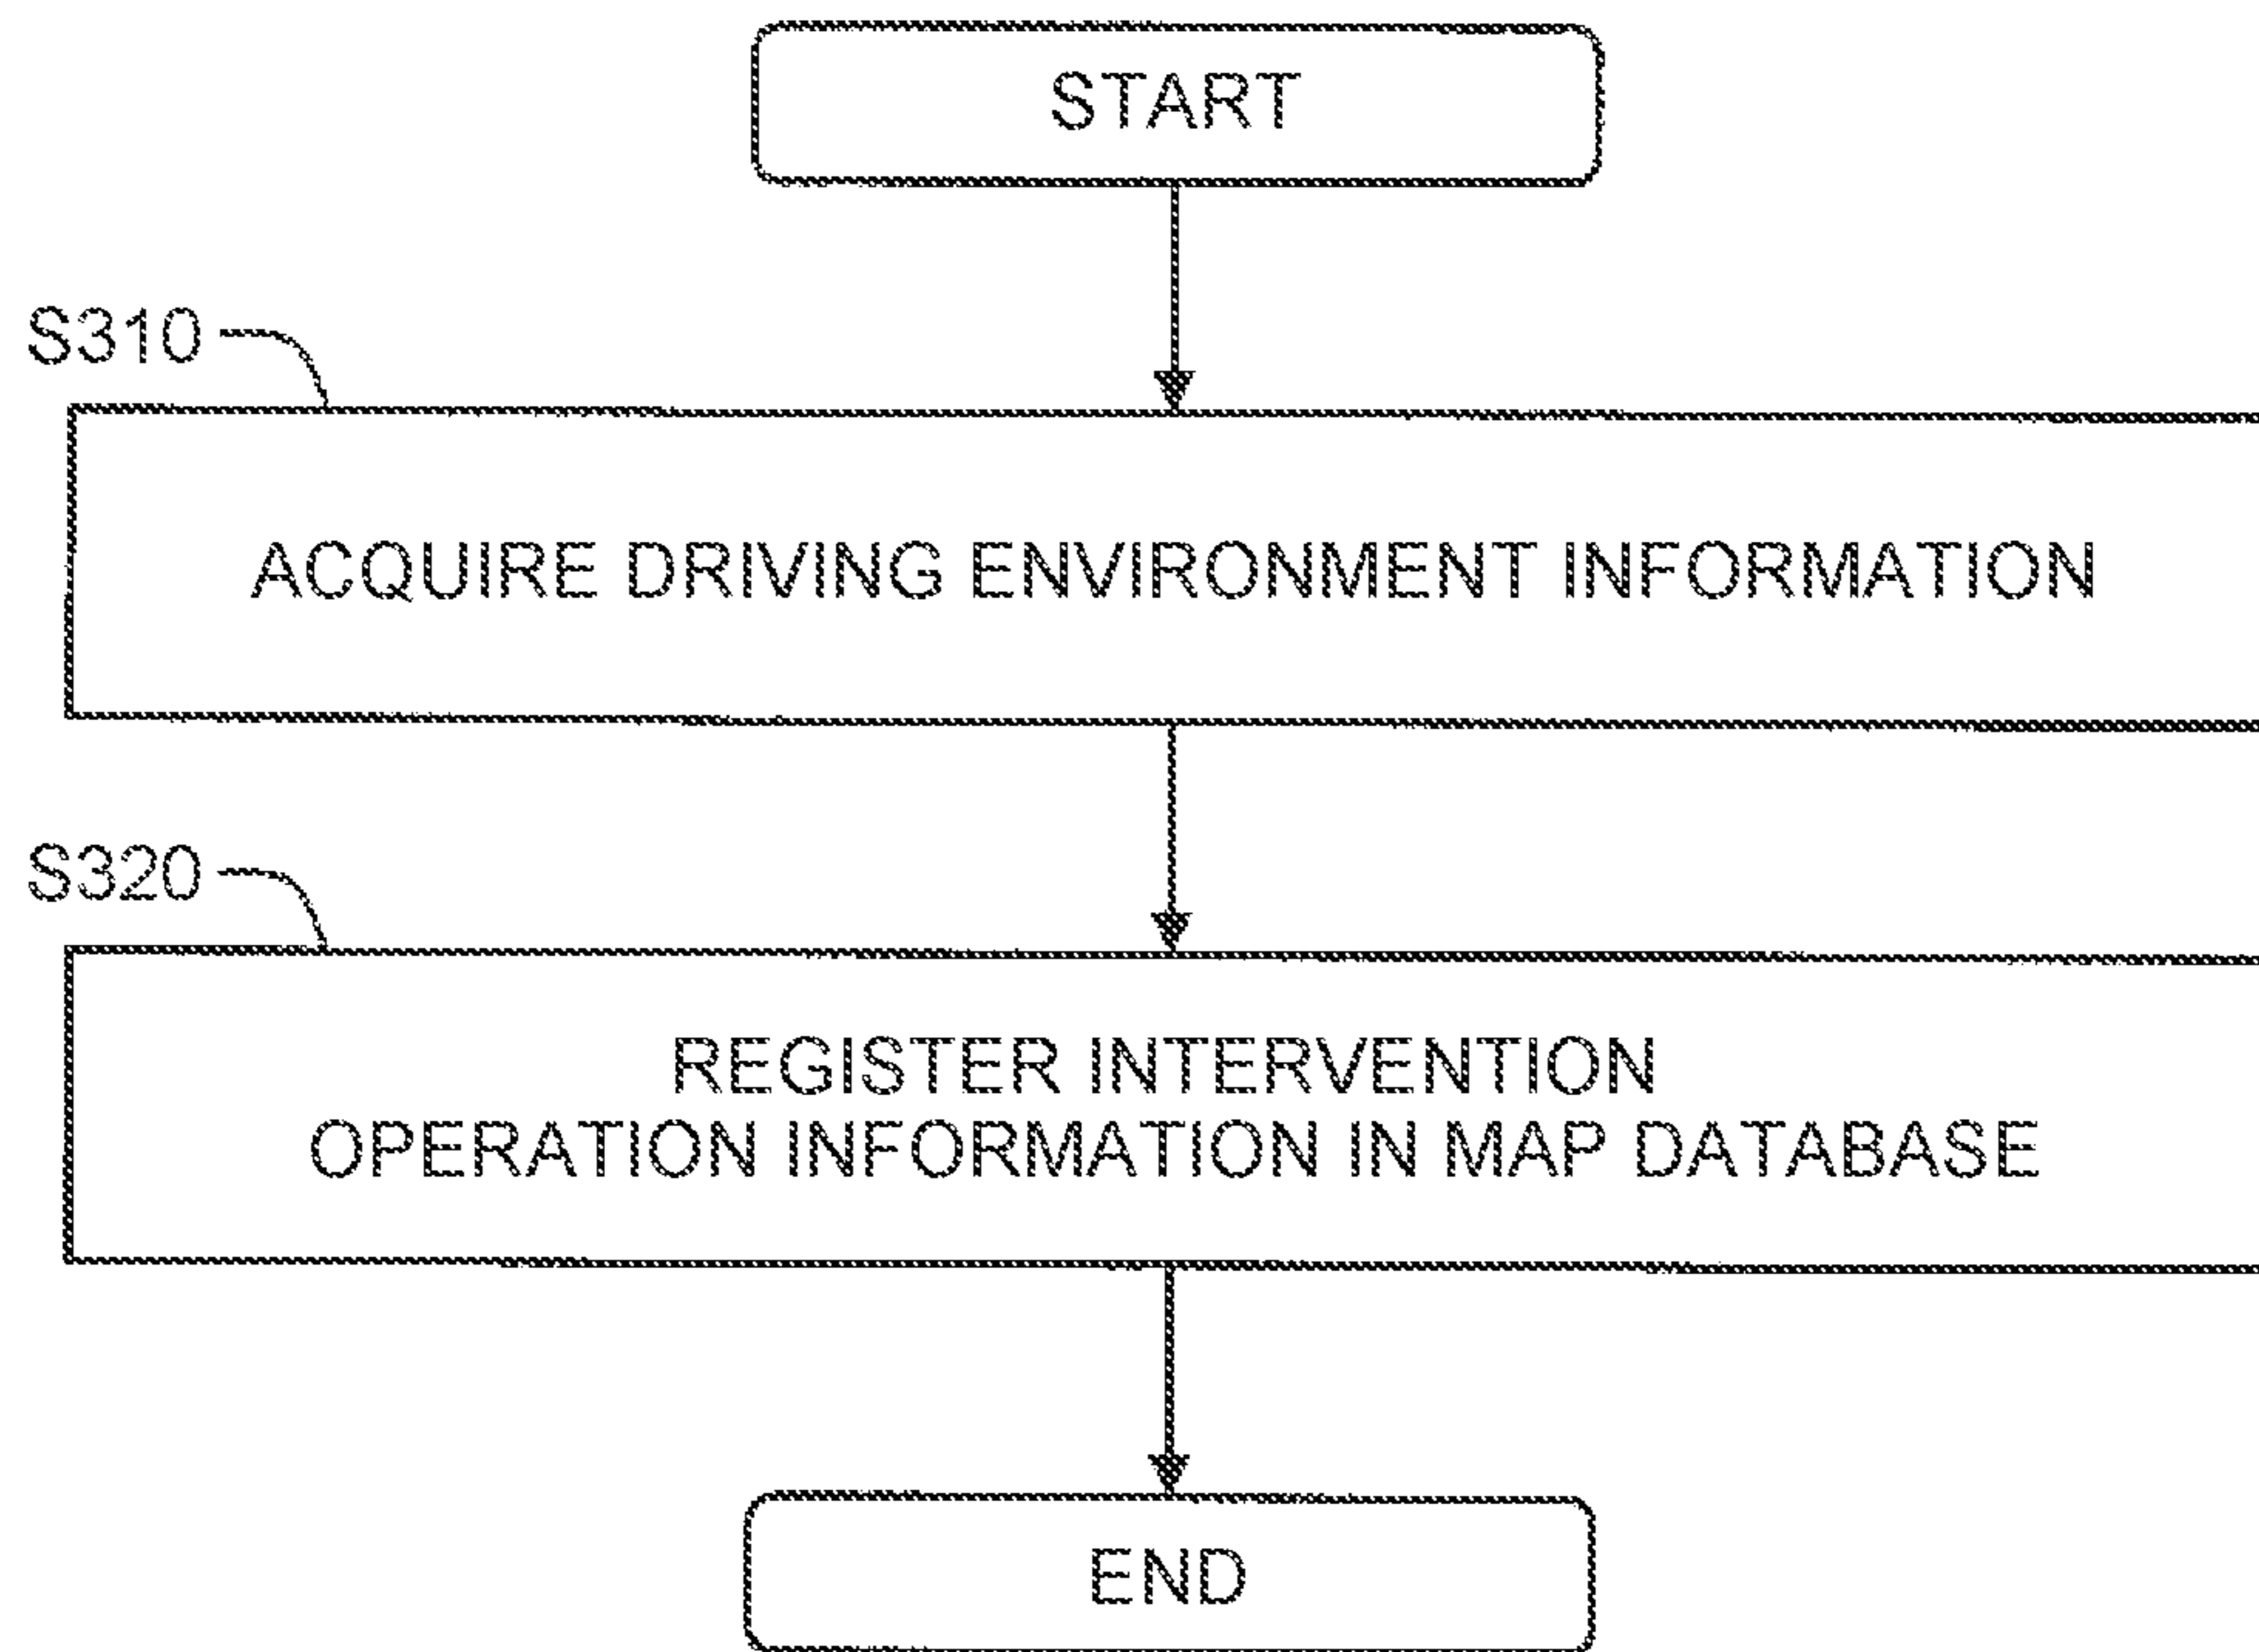 START
S310
ACQUIRE DRIVING ENVIRONMENT INFORMATION
S320
REGISTER INTERVENTION
OPERATION INFORMATION IN MAP DATABASE
END